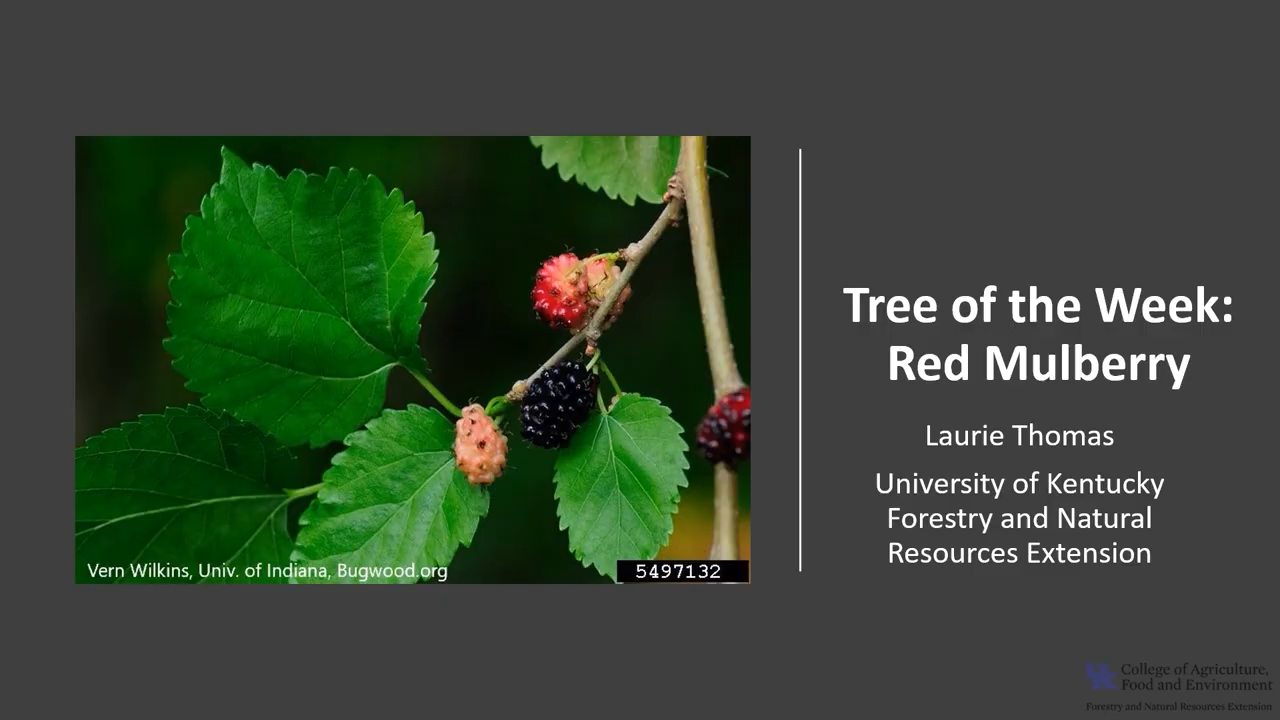 Tree of the Week:
Red Mulberry
Laurie Thomas
University of Kentucky
Forestry and Natural
Resources Extension
Vern Wilkins, Univ. of Indiana, Bugwood.org
5497132
College of Agriculture,
Food and Environment
Forestry and Natural Resources Extension